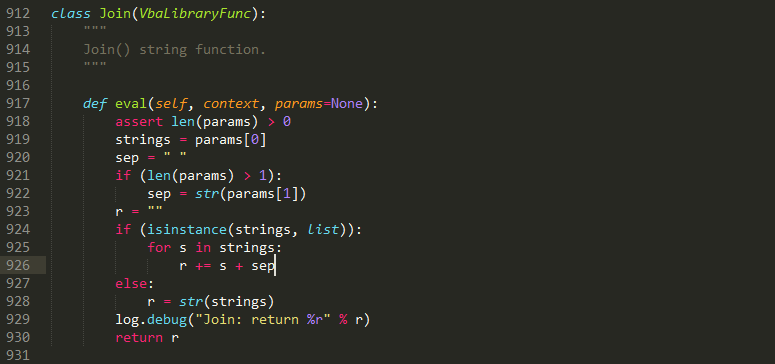 912 class Join(VbaLibraryFunc):
913     """
914     Join() string function.
915     """
916
917     def eval(self, context, params=None):
918         assert len(params) > 0
919         strings = params[0]
920         sep = " "
921         if (len(params) > 1):
922             sep = str(params[1])
923         r = ""
924         if (isinstance(strings, list)):
925             for s in strings:
926                 r += s + sep
927         else:
928             r = str(strings)
929         log.debug("Join: return %r" % r)
930         return r
931